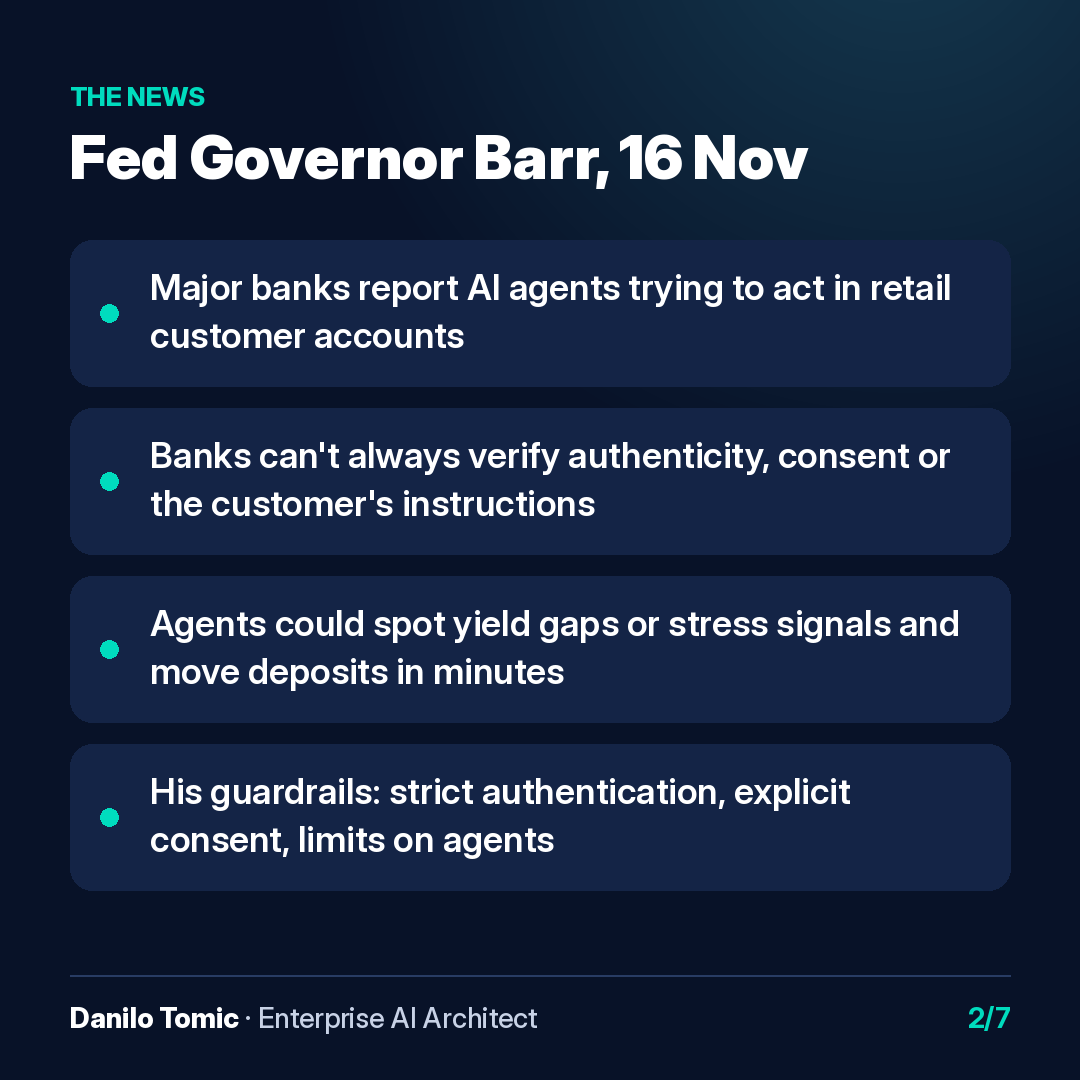 THE NEWS
Fed Governor Barr, 16 Nov
Major banks report AI agents trying to act in retail
customer accounts
Banks can't always verify authenticity, consent or
the customer's instructions
Agents could spot yield gaps or stress signals and
move deposits in minutes
His guardrails: strict authentication, explicit
consent, limits on agents
Danilo Tomic · Enterprise AI Architect
2/7